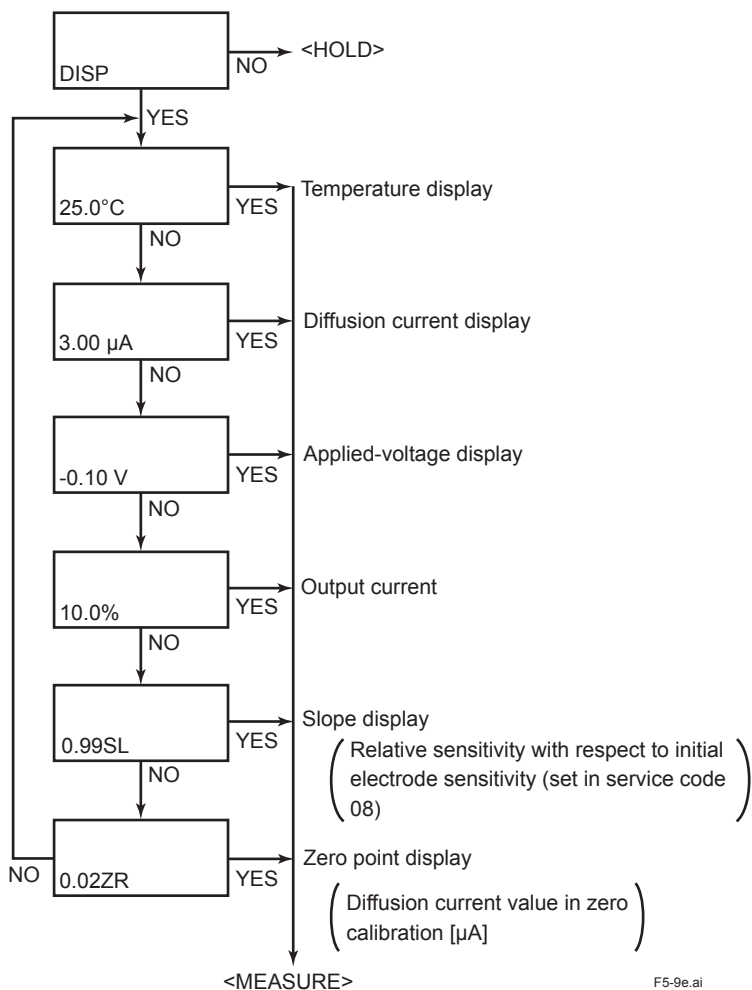 DISP
NO
<HOLD>
YES
25.0°C
YES
Temperature display
NO
3.00 µA
YES
Diffusion current display
NO
-0.10 V
YES
Applied-voltage display
NO
10.0%
YES
Output current
NO
0.99SL
YES
Slope display
Relative sensitivity with respect to initial
electrode sensitivity (set in service code
08)
NO
NO
0.02ZR
YES
Zero point display
Diffusion current value in zero
calibration [µA]
<MEASURE>
F5-9e.ai